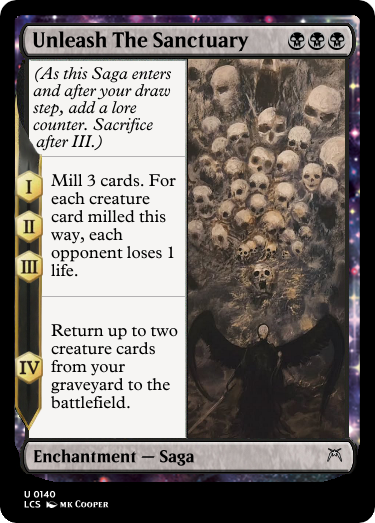 Unleash The Sanctuary
(As this Saga enters
and after your draw
step, add a lore
counter. Sacrifice
after III.)
I
II
III
Mill 3 cards. For
each creature
card milled this
way, each
opponent loses 1
life.
IV
Return up to two
creature cards
from your
graveyard to the
battlefield.
Enchantment — Saga
U 0140
LCS MK COOPER